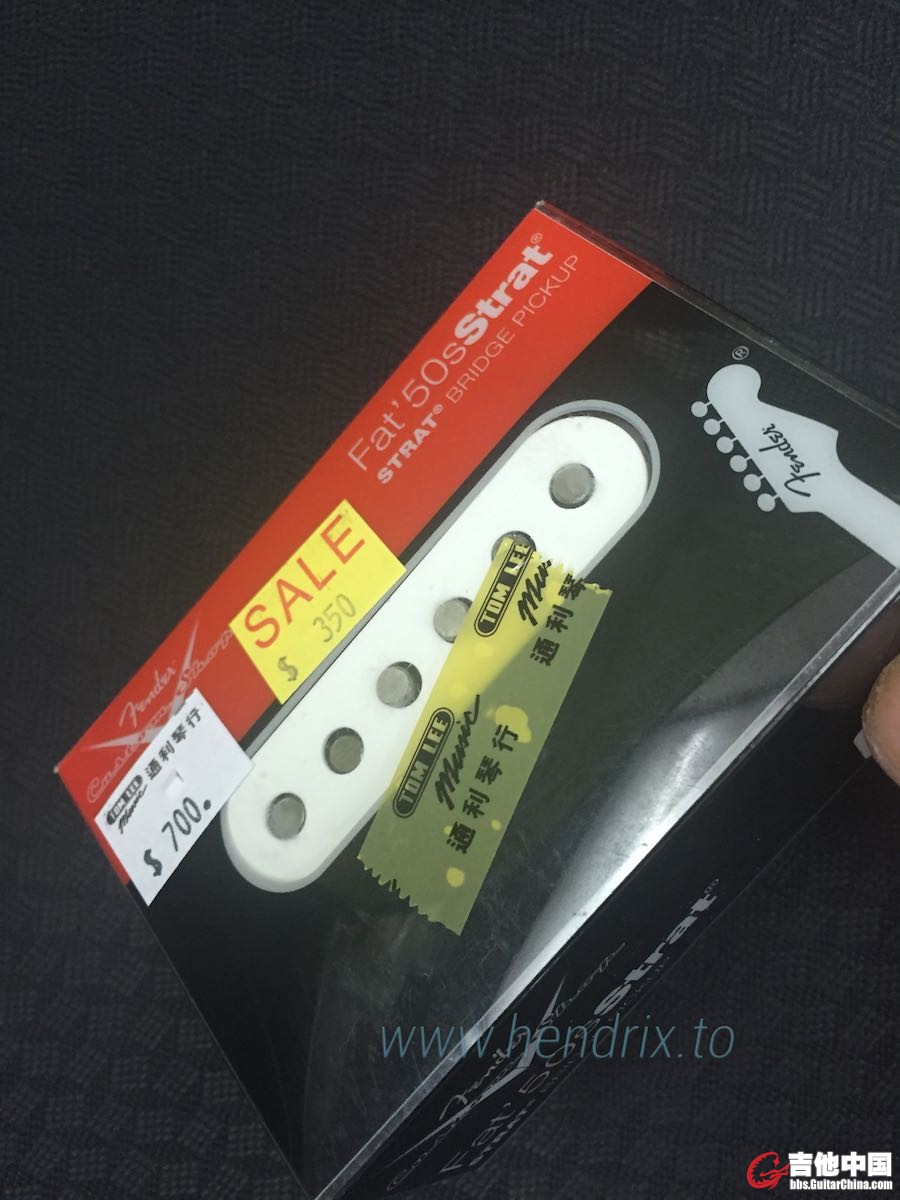 Fat '50s Strat®
STRAT® BRIDGE PICKUP
®
Fender
SALE
$ 350
Fender
Custom Shop
TOM LEE Music 通利琴行
$ 700.
TOM LEE
Music
通利琴
TOM LEE
Music
通利琴行
Fat '50s Strat®
www.hendrix.to
吉他中国
bbs.GuitarChina.com